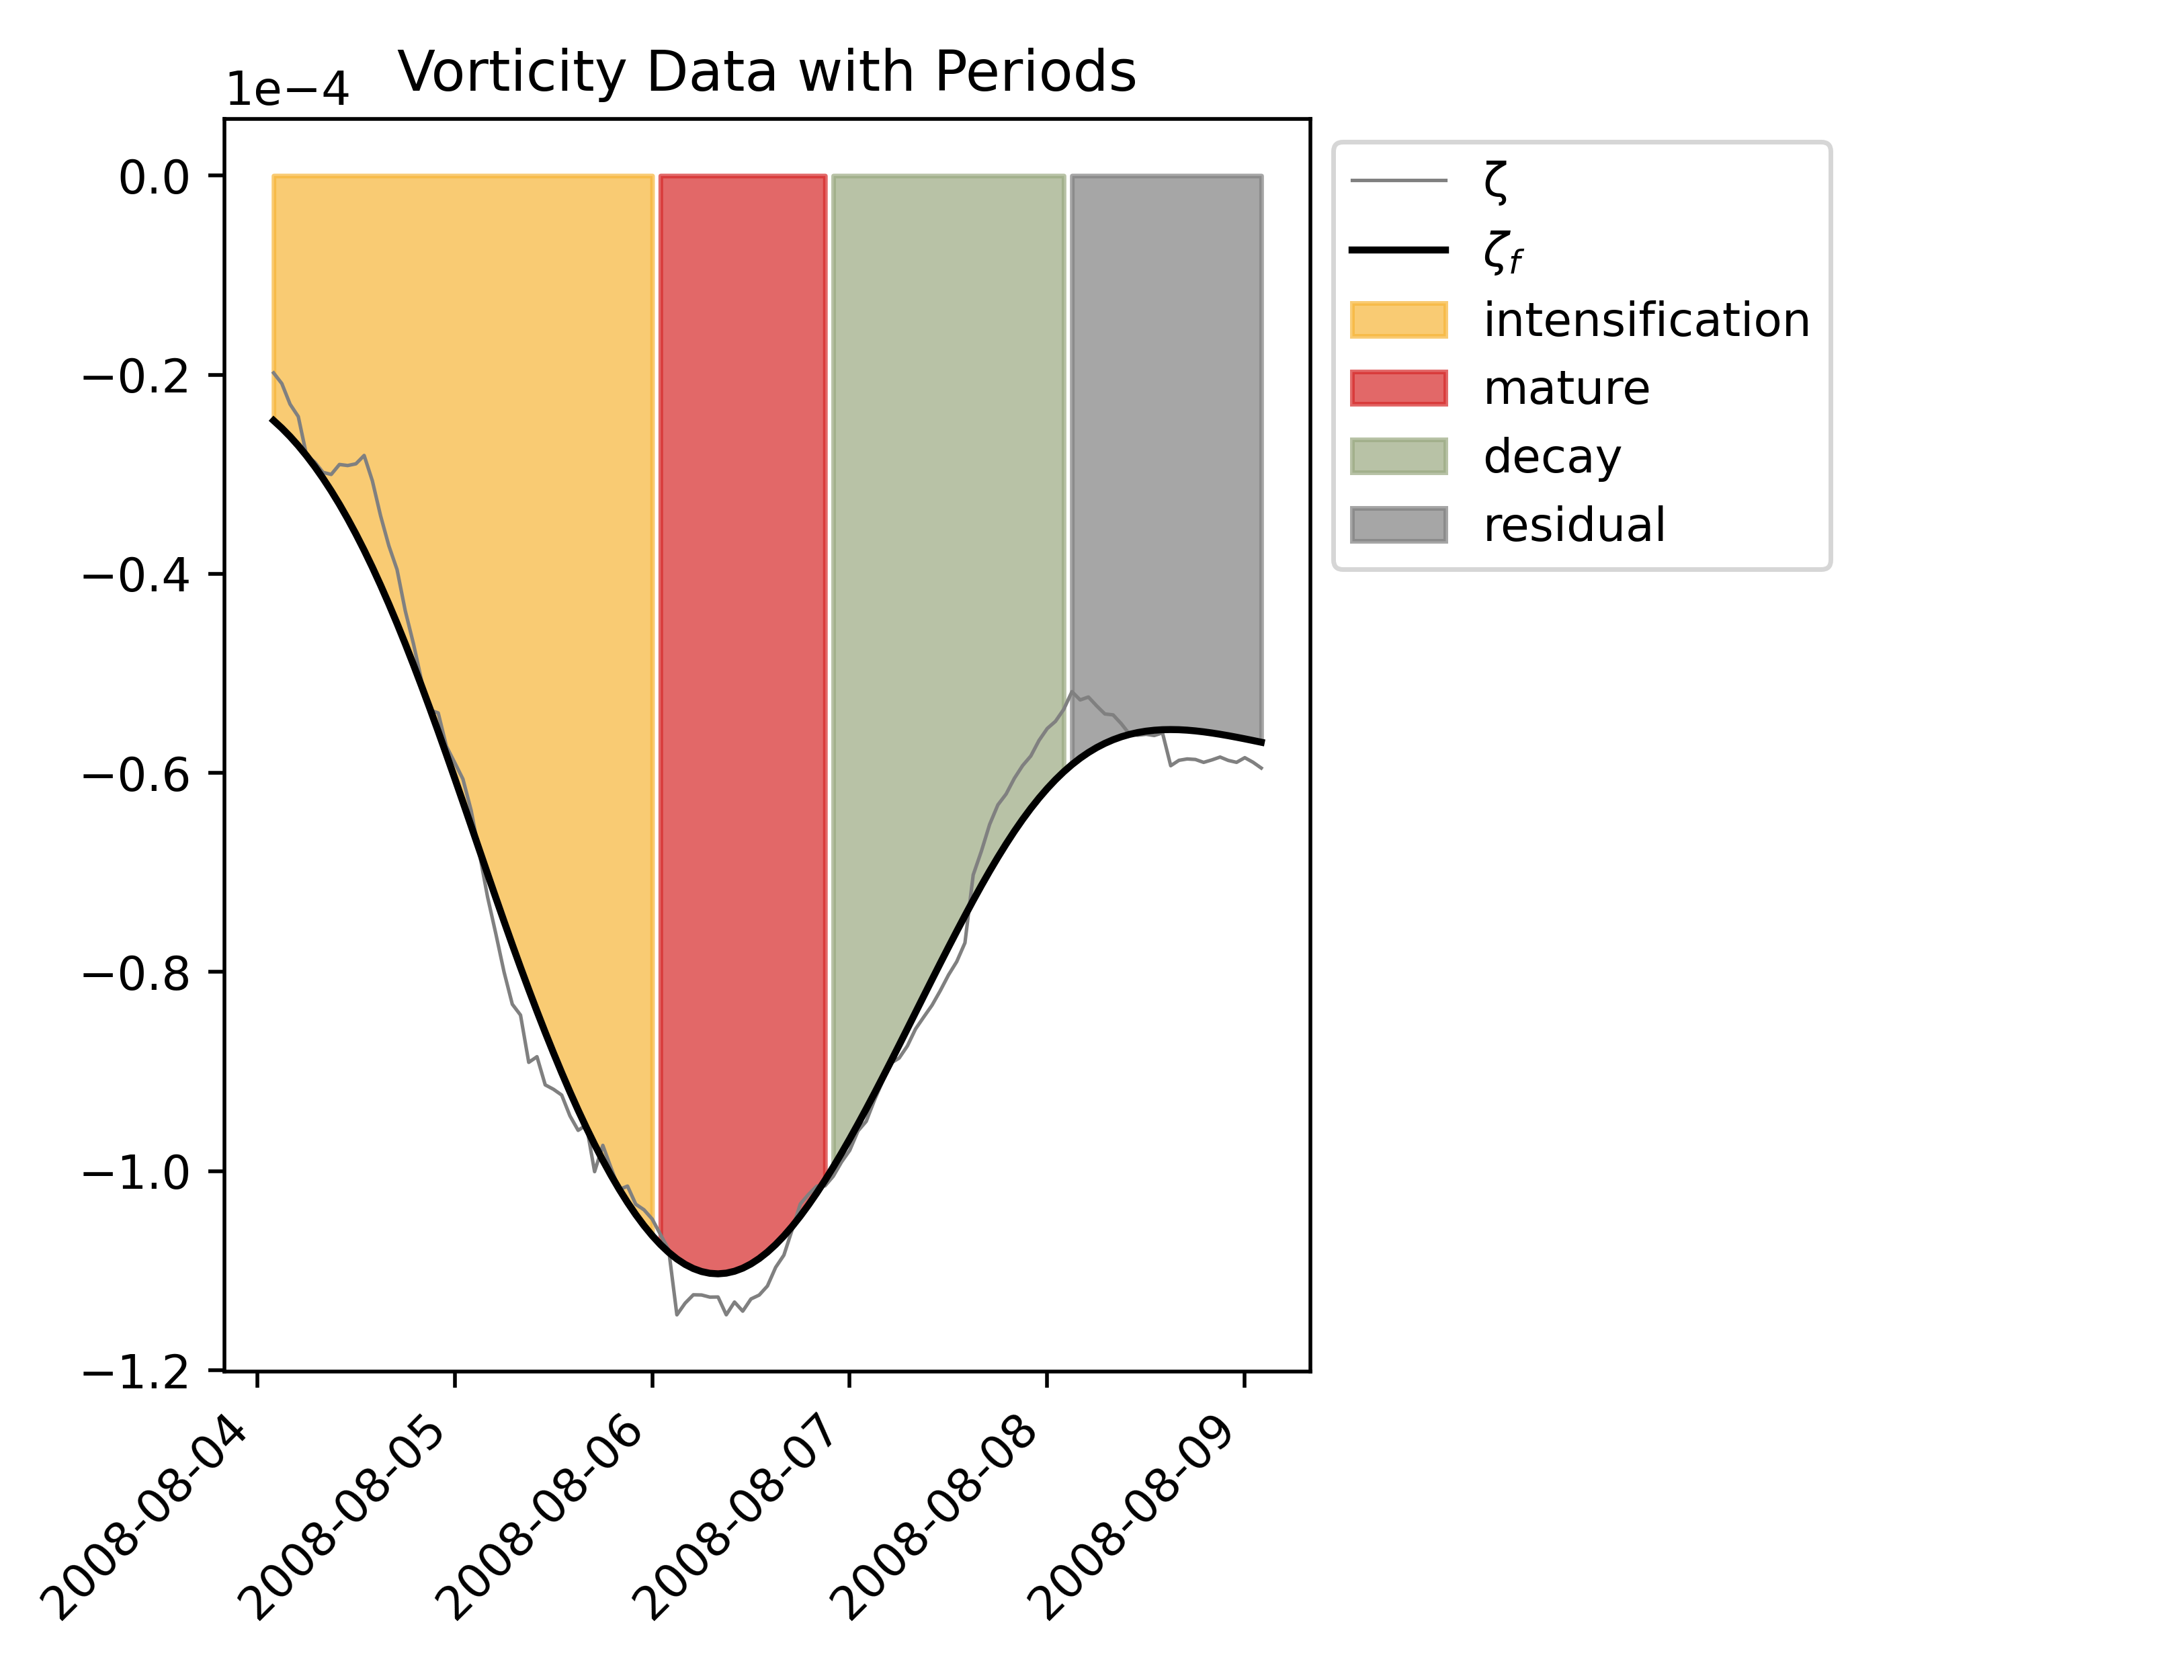 Vorticity Data with Periods
1e−4
0.0
−0.2
−0.4
−0.6
−0.8
−1.0
−1.2
2008-08-04
2008-08-05
2008-08-06
2008-08-07
2008-08-08
2008-08-09
ζ
ζf
intensification
mature
decay
residual